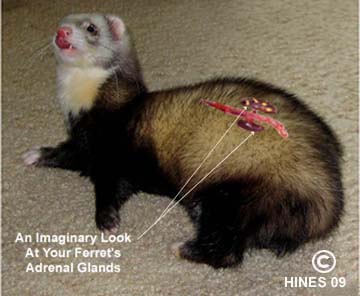 An Imaginary Look
At Your Ferret's
Adrenal Glands
©
HINES 09